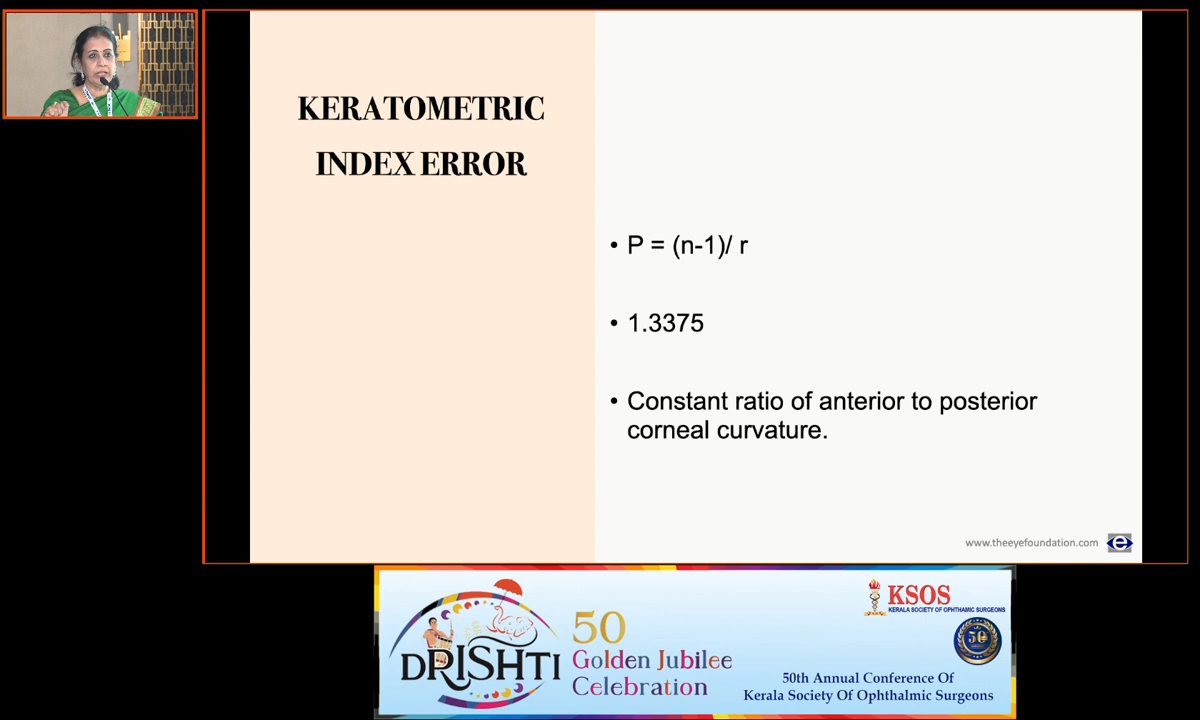 KERATOMETRIC
INDEX ERROR
• P = (n-1)/ r
• 1.3375
• Constant ratio of anterior to posterior
corneal curvature.
www.theeyefoundation.com
DRISHTI
50
Golden Jubilee
Celebration
KSOS
KERALA SOCIETY OF OPHTHAMIC SURGEONS
50
50th Annual Conference Of
Kerala Society Of Ophthalmic Surgeons